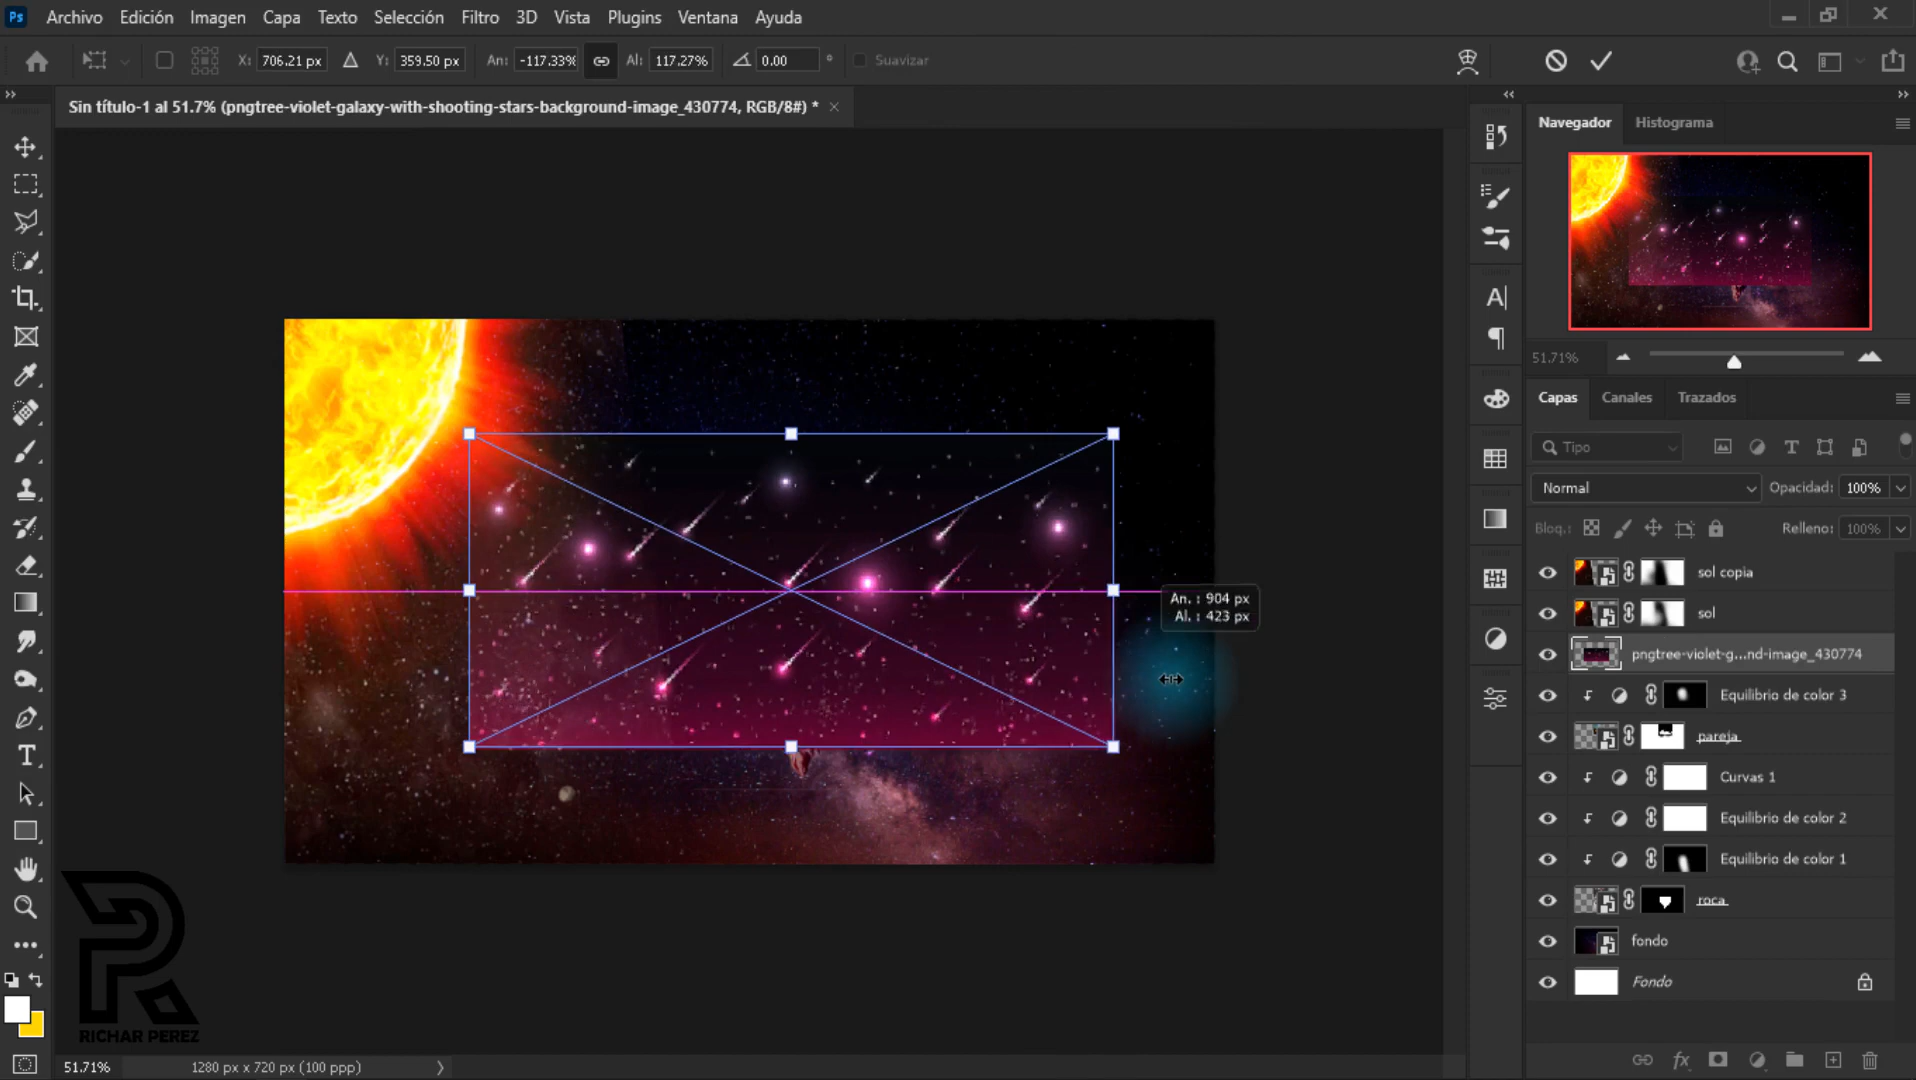 Ps Archivo Edición Imagen Capa Texto Selección Filtro 3D Vista Plugins Ventana Ayuda
X: 706.21 px Y: 359.50 px An: -117.33% Al: 117.27% 0.00 ° Suavizar
Sin título-1 al 51.7% (pngtree-violet-galaxy-with-shooting-stars-background-image_430774, RGB/8#) *
Navegador Histograma
51.71%
Capas Canales Trazados
Tipo
Normal Opacidad: 100%
Bloq.: Relleno: 100%
sol copia
sol
pngtree-violet-g...nd-image_430774
Equilibrio de color 3
pareja
Curvas 1
Equilibrio de color 2
Equilibrio de color 1
roca
fondo
Fondo
An. : 904 px
Al. : 423 px
RICHAR PEREZ
51.71% 1280 px x 720 px (100 ppp)